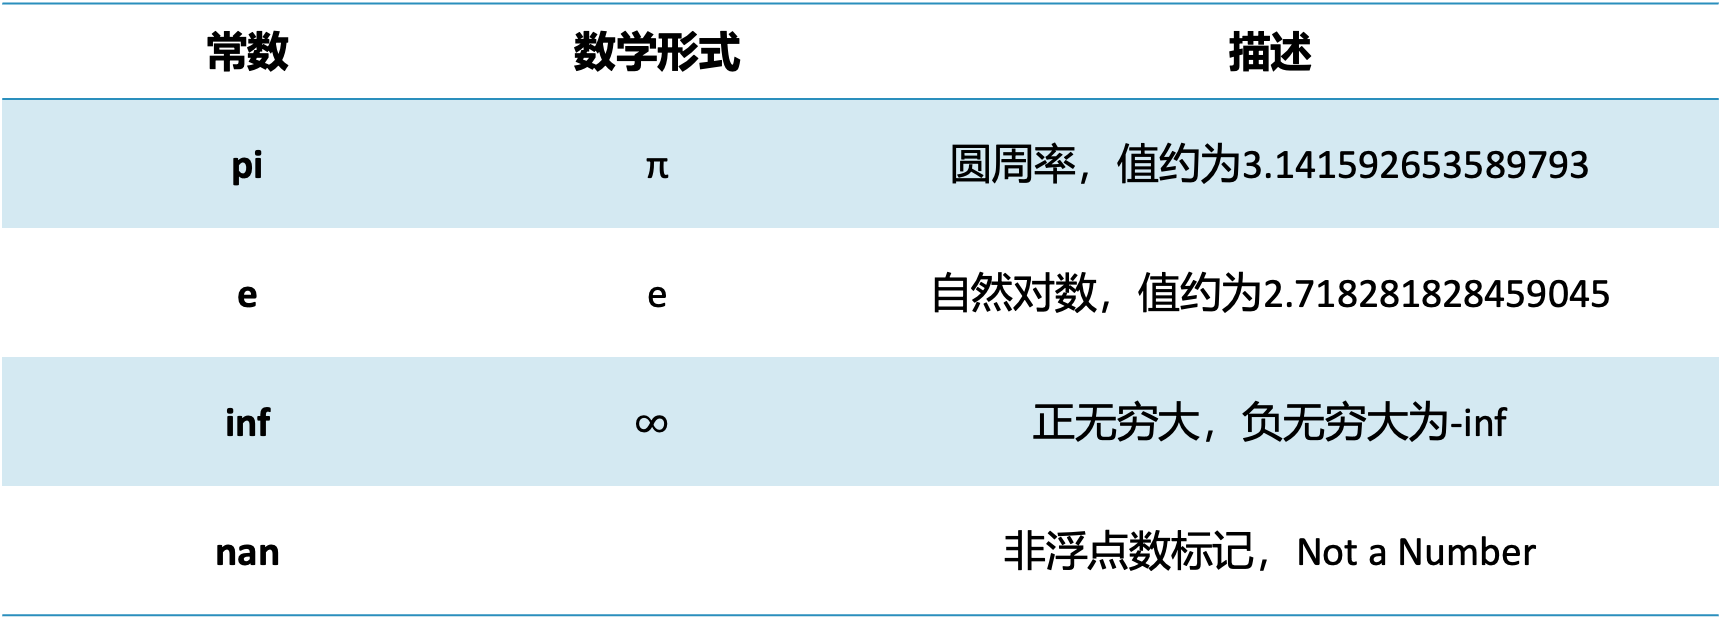 常数 数学形式 描述
pi π 圆周率，值约为3.141592653589793
e e 自然对数，值约为2.718281828459045
inf ∞ 正无穷大，负无穷大为-inf
nan 非浮点数标记，Not a Number